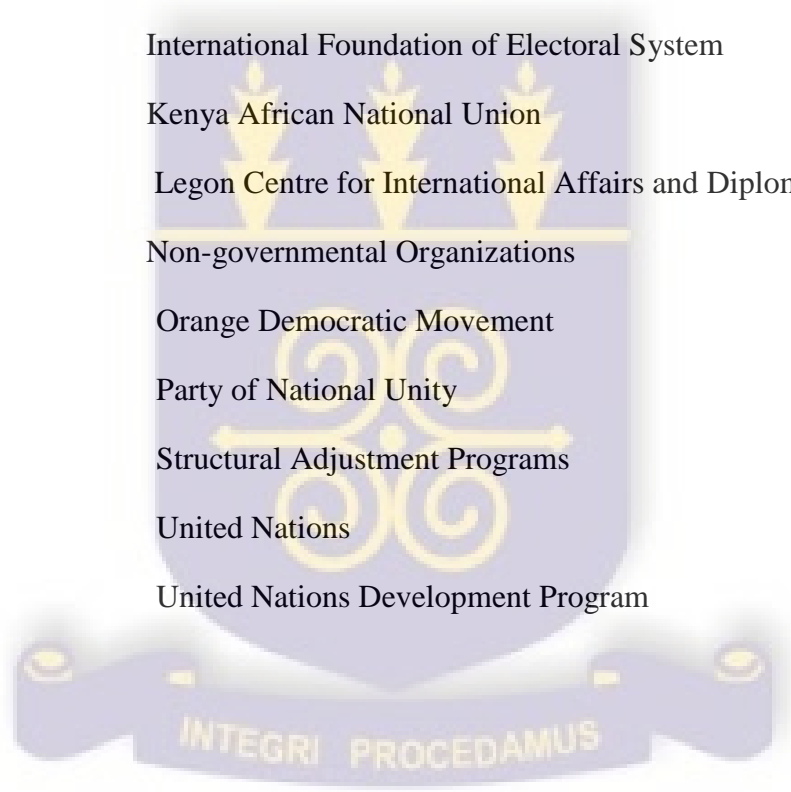 International Foundation of Electoral System
Kenya African National Union
Legon Centre for International Affairs and
Non-governmental Organizations
Orange Democratic Movement
Party of National Unity
Structural Adjustment Programs
United Nations
United Nations Development Program
INTEGRI PROCEDAMUS